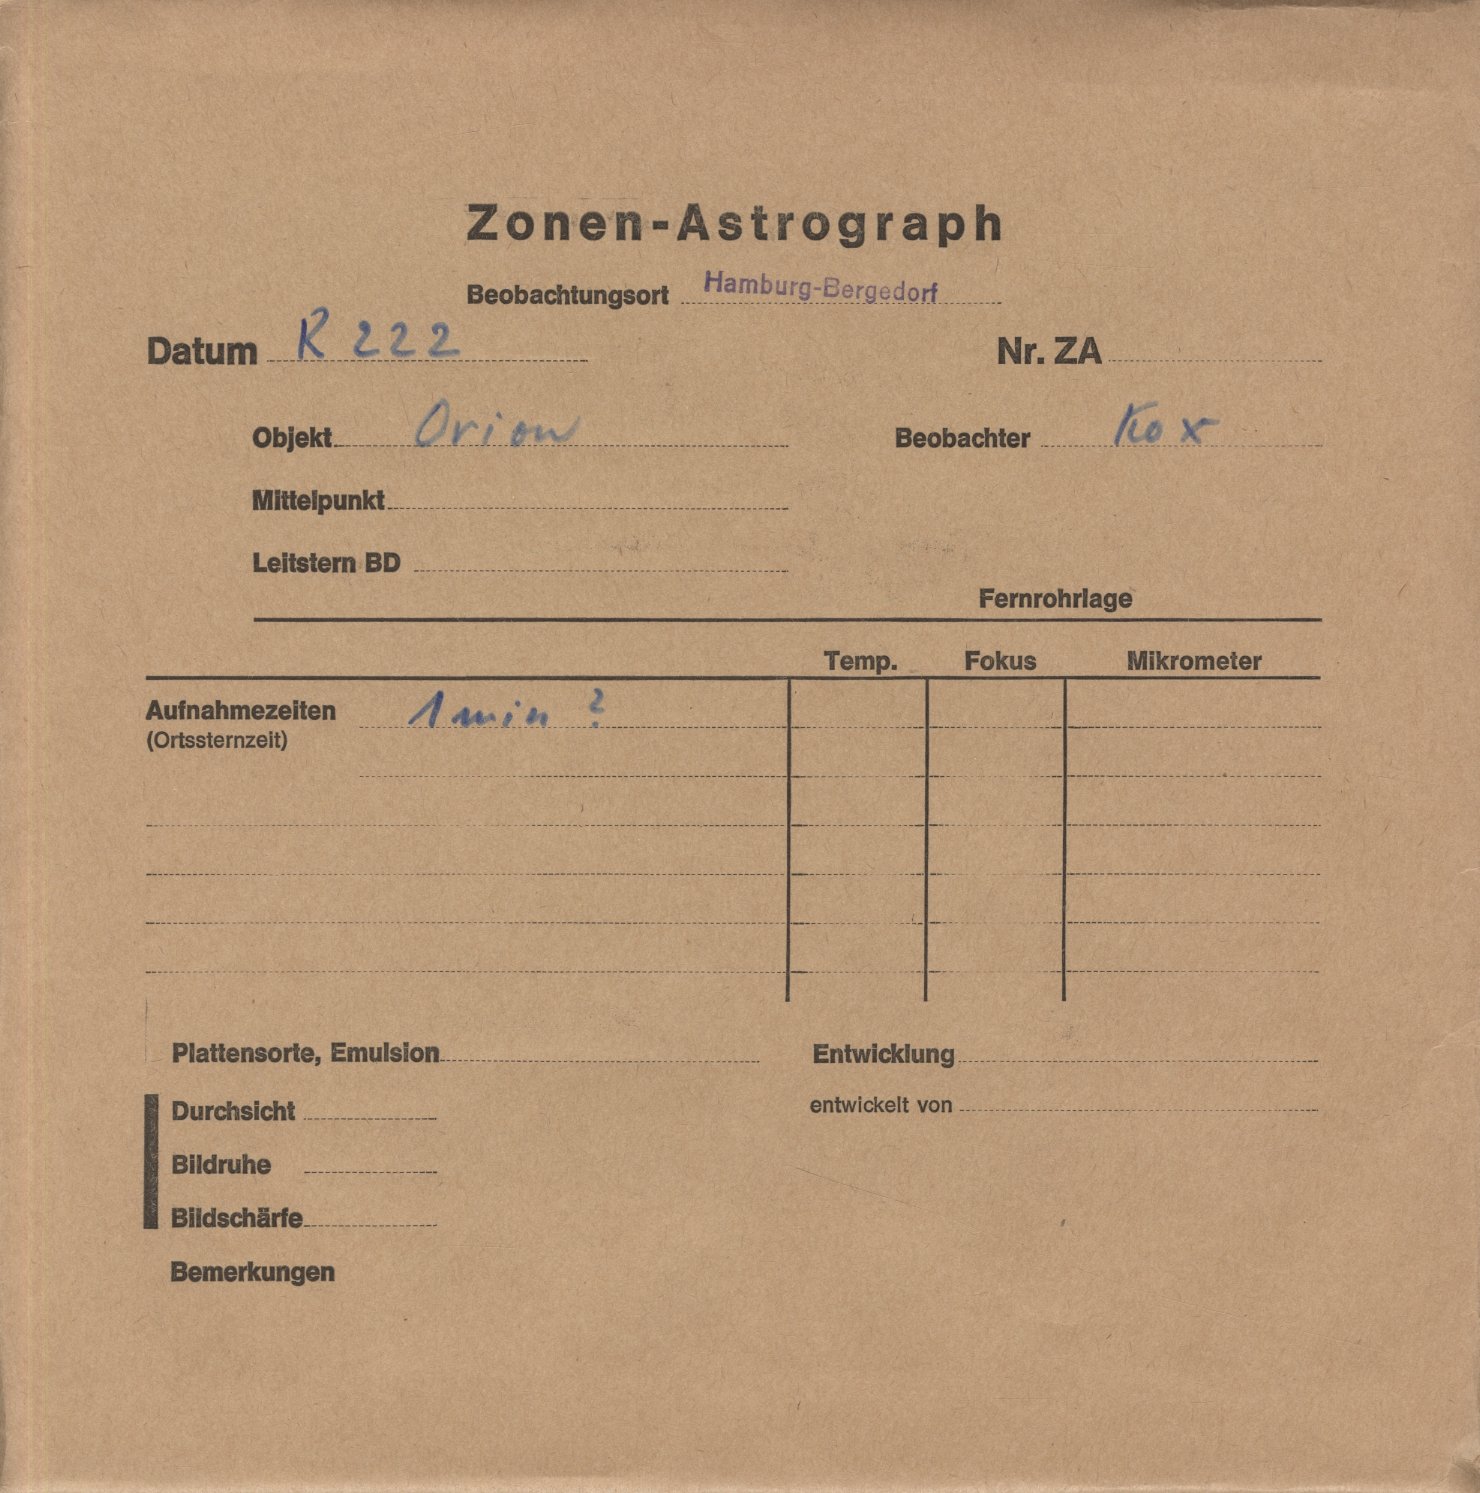 Zonen-Astrograph
Beobachtungsort Hamburg-Bergedorf
Datum R 222 Nr. ZA
Objekt Orion Beobachter Kox
Mittelpunkt
Leitstern BD
Fernrohrlage
Temp. Fokus Mikrometer
Aufnahmezeiten 1 min ?
(Ortssternzeit)
Plattensorte, Emulsion Entwicklung
Durchsicht entwickelt von
Bildruhe
Bildschärfe
Bemerkungen